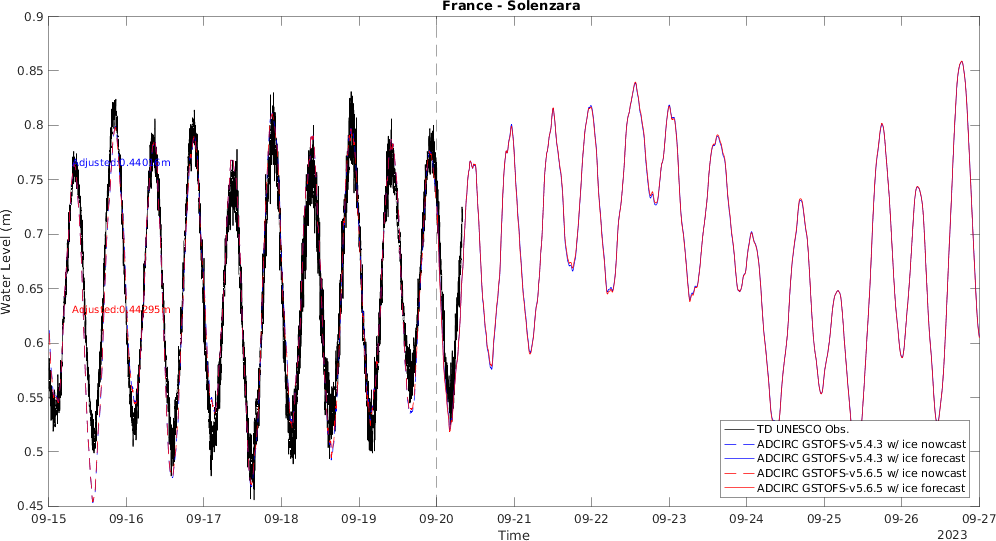 France - Solenzara
0.9
0.85
0.8
0.75
0.7
0.65
0.6
0.55
0.5
0.45
Water Level (m)
Adjusted:0.44295m
TD UNESCO Obs.
ADCIRC GSTOFS-v5.4.3 w/ ice nowcast
ADCIRC GSTOFS-v5.4.3 w/ ice forecast
ADCIRC GSTOFS-v5.6.5 w/ ice nowcast
ADCIRC GSTOFS-v5.6.5 w/ ice forecast
09-15 09-16 09-17 09-18 09-19 09-20 09-21 09-22 09-23 09-24 09-25 09-26 09-27
Time
2023